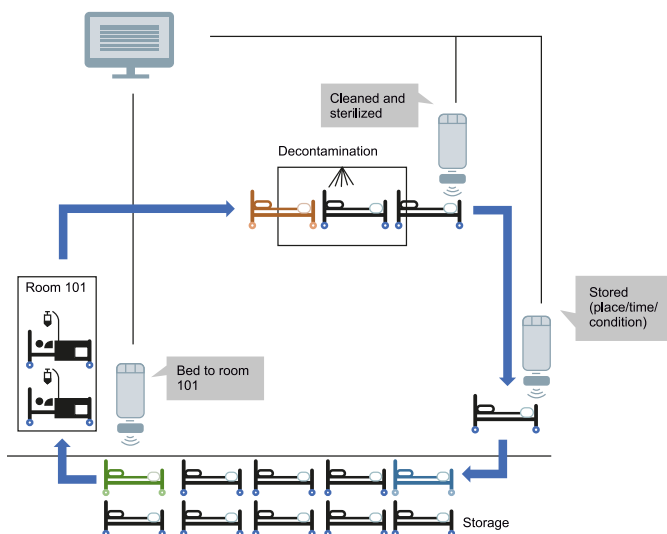 Cleaned and
sterilized
Decontamination
Room 101
Stored
(place/time/
condition)
Bed to room
101
Storage